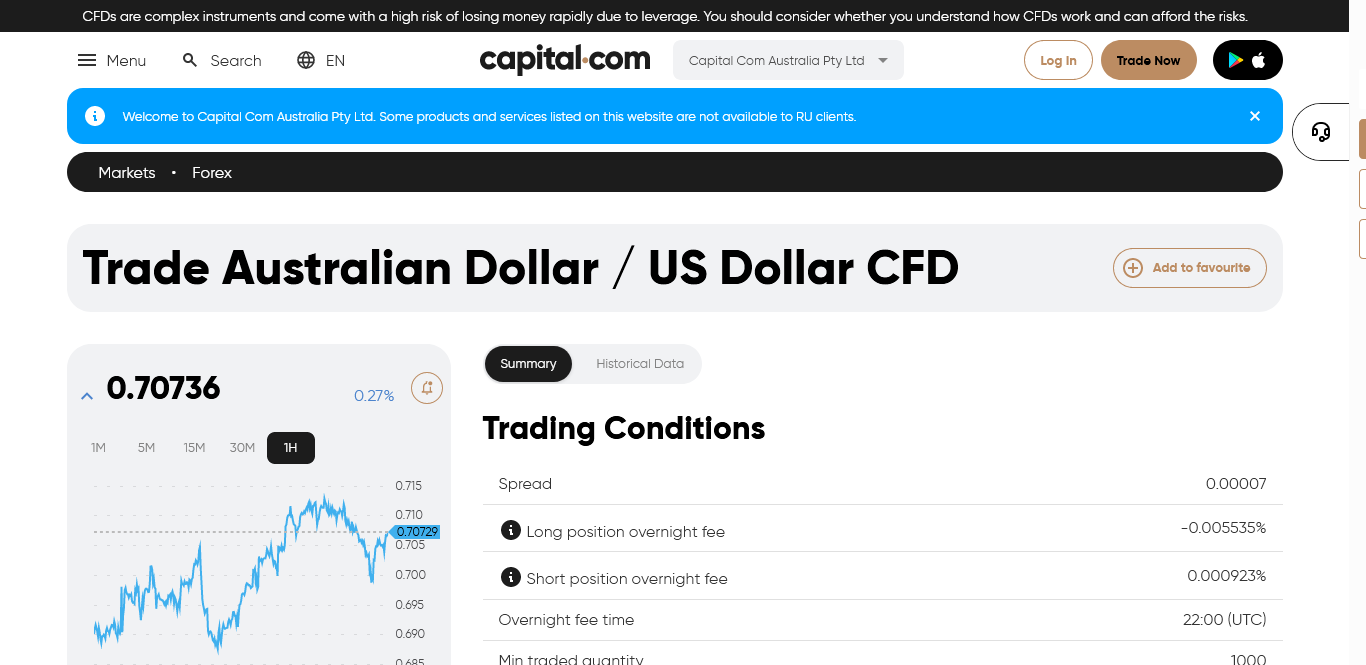 CFDs are complex instruments and come with a high risk of losing money rapidly due to leverage. You should consider whether you understand how CFDs work and can afford the risks.
Menu Search EN capital.com Capital Com Australia Pty Ltd Log In Trade Now
Welcome to Capital Com Australia Pty Ltd. Some products and services listed on this website are not available to RU clients.
Markets • Forex
Trade Australian Dollar / US Dollar CFD
Add to favourite
0.70736
0.27%
1M 5M 15M 30M 1H
0.715
0.710
0.70729
0.705
0.700
0.695
0.690
0.685
Summary Historical Data
Trading Conditions
Spread 0.00007
Long position overnight fee -0.005535%
Short position overnight fee 0.000923%
Overnight fee time 22:00 (UTC)
Min traded quantity 1000